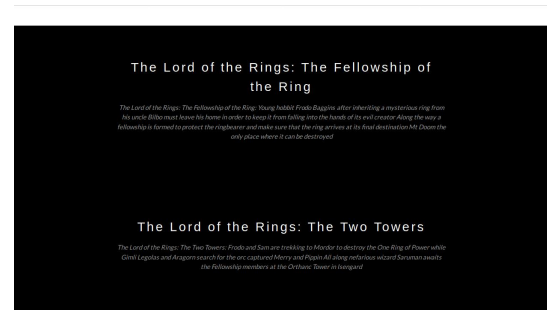 The Lord of the Rings: The Fellowship of
the Ring
The Lord of the Rings: The Fellowship of the Ring: Young hobbit Frodo Baggins after inheriting a mysterious ring from
his uncle Bilbo must leave his home in order to keep it from falling into the hands of its evil creator Along the way a
fellowship is formed to protect the ringbearer and make sure that the ring arrives at its final destination Mt Doom the
only place where it can be destroyed
The Lord of the Rings: The Two Towers
The Lord of the Rings: The Two Towers: Frodo and Sam are trekking to Mordor to destroy the One Ring of Power while
Gimli Legolas and Aragorn search for the orc captured Merry and Pippin All along nefarious wizard Saruman awaits
the Fellowship members at the Orthanc Tower in Isengard